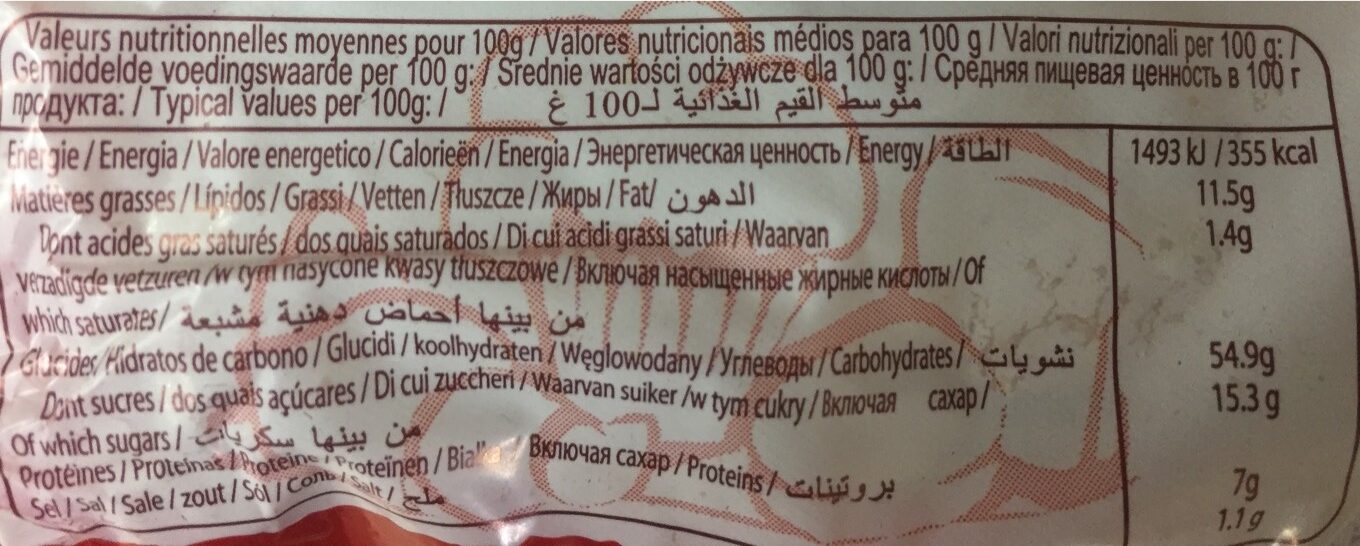 Valeurs nutritionnelles moyennes pour 100g / Valores nutricionais médios para 100 g / Valori nutrizionali per 100 g: /
Gemiddelde voedingswaarde per 100 g: / Średnie wartości odżywcze dla 100 g: / Средняя пищевая ценность в 100 г
продукта: / Typical values per 100g: / متوسط القيم الغذائية لـ100 غ
Energie / Energia / Valore energetico / Calorieën / Energia / Энергетическая ценность / Energy / الطاقة 1493 kJ / 355 kcal
Matières grasses / Lípidos / Grassi / Vetten / Tłuszcze / Жиры / Fat/ الدهون 11.5g
Dont acides gras saturés / dos quais saturados / Di cui acidi grassi saturi / Waarvan 1.4g
verzadigde vetzuren /w tym nasycone kwasy tłuszczowe / Включая насыщенные жирные кислоты / Of
which saturates/ من بينها أحماض دهنية مشبعة
Glucides /Hidratos de carbono / Glucidi / koolhydraten / Węglowodany / Углеводы / Carbohydrates / نشويات 54.9g
Dont sucres / dos quais açúcares / Di cui zuccheri / Waarvan suiker /w tym cukry / Включая сахар / 15.3 g
Of which sugars / من بينها سكريات
Protéines / Proteinas / Proteine / Proteïnen / Включая сахар / Proteins / بروتينات 7g
Sel / Sal / Sale / zout / Sól / Соль / Salt / ملح 1.1 g